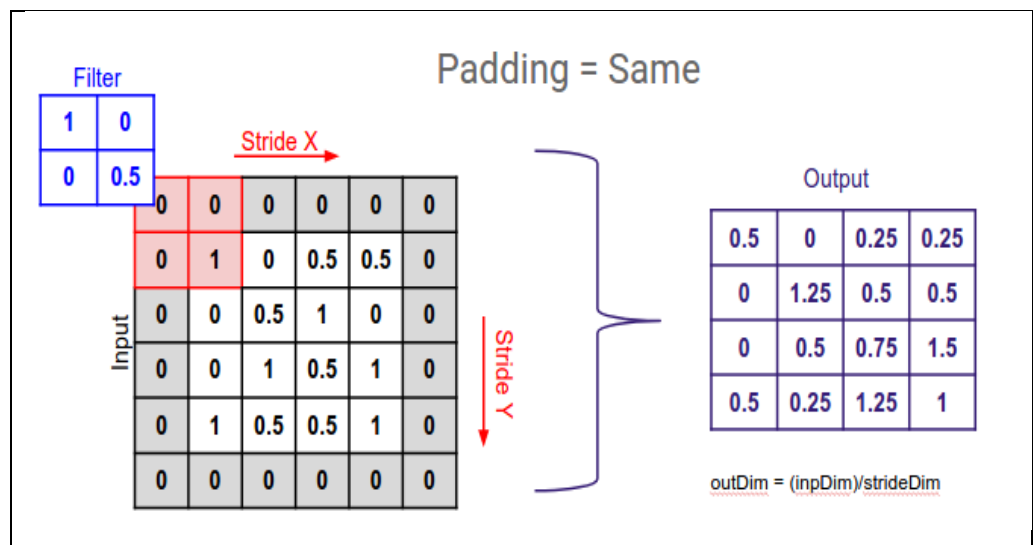 Padding = Same
Filter
1 0
0 0.5
Stride X
0 0 0 0 0 0
0 1 0 0.5 0.5 0
0 0 0.5 1 0 0
0 0 1 0.5 1 0
0 1 0.5 0.5 1 0
0 0 0 0 0 0
Input
Stride Y
Output
0.5 0 0.25 0.25
0 1.25 0.5 0.5
0 0.5 0.75 1.5
0.5 0.25 1.25 1
outDim = (inpDim)/strideDim